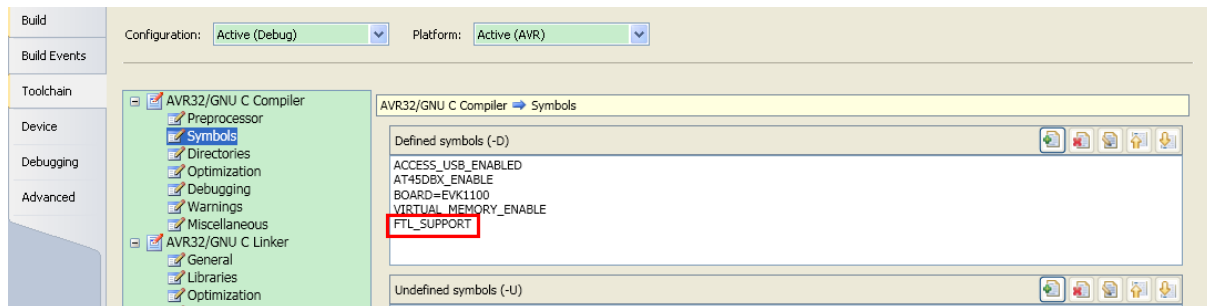 Build
Build Events
Toolchain
Device
Debugging
Advanced
Configuration: Active (Debug) Platform: Active (AVR)
AVR32/GNU C Compiler
Preprocessor
Symbols
Directories
Optimization
Debugging
Warnings
Miscellaneous
AVR32/GNU C Linker
General
Libraries
Optimization
AVR32/GNU C Compiler ➡ Symbols
Defined symbols (-D)
ACCESS_USB_ENABLED
AT45DBX_ENABLE
BOARD=EVK1100
VIRTUAL_MEMORY_ENABLE
FTL_SUPPORT
Undefined symbols (-U)